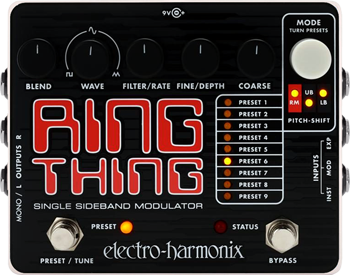 9V
MODE
TURN PRESETS
BLEND
WAVE
FILTER/RATE
FINE/DEPTH
COARSE
UB
RM
LB
PITCH-SHIFT
RING
THING
SINGLE SIDEBAND MODULATOR
PRESET 1
PRESET 2
PRESET 3
PRESET 4
PRESET 5
PRESET 6
PRESET 7
PRESET 8
PRESET 9
MONO / L OUTPUTS R
INPUTS
INST MOD EXP
PRESET
STATUS
PRESET / TUNE
electro-harmonix
BYPASS